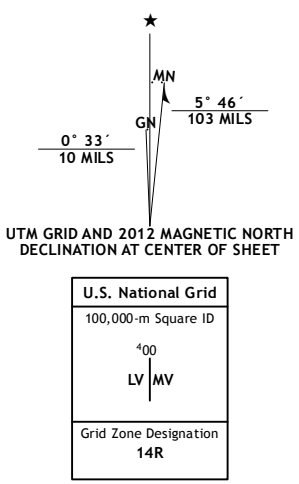 MN
5° 46´
103 MILS
GN
0° 33´
10 MILS
UTM GRID AND 2012 MAGNETIC NORTH
DECLINATION AT CENTER OF SHEET
U.S. National Grid
100,000-m Square ID
⁴00
LV MV
Grid Zone Designation
14R